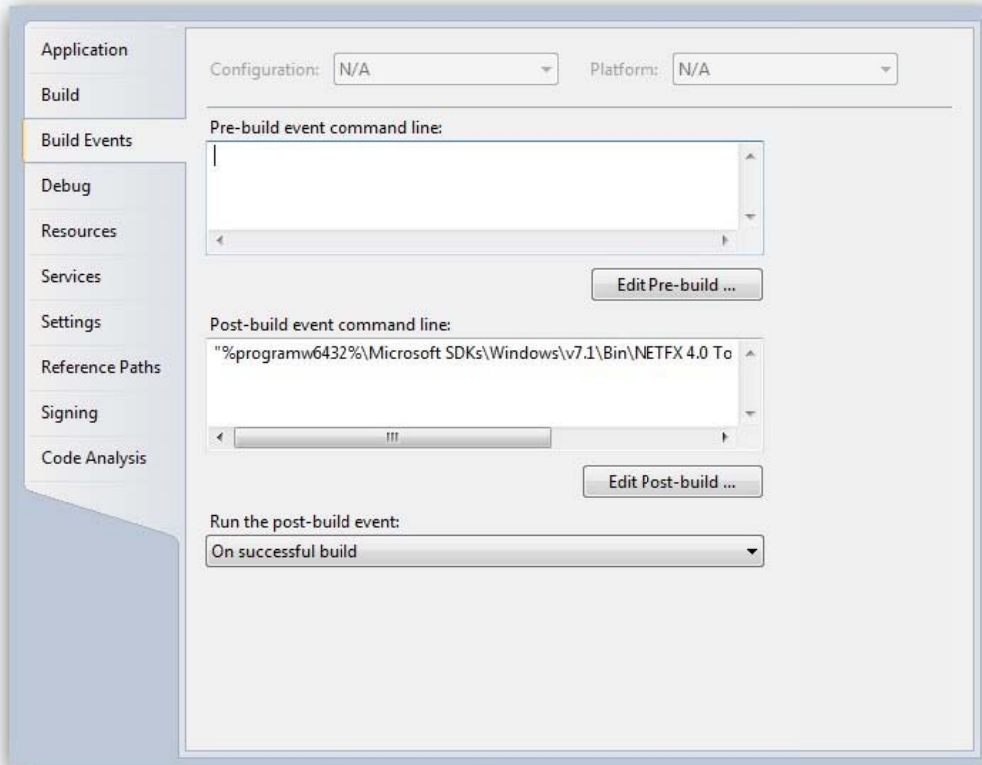 Application
Build
Build Events
Debug
Resources
Services
Settings
Reference Paths
Signing
Code Analysis
Configuration: N/A Platform: N/A
Pre-build event command line:
Edit Pre-build ...
Post-build event command line:
"%programw6432%\Microsoft SDKs\Windows\v7.1\Bin\NETFX 4.0 To
Edit Post-build ...
Run the post-build event:
On successful build